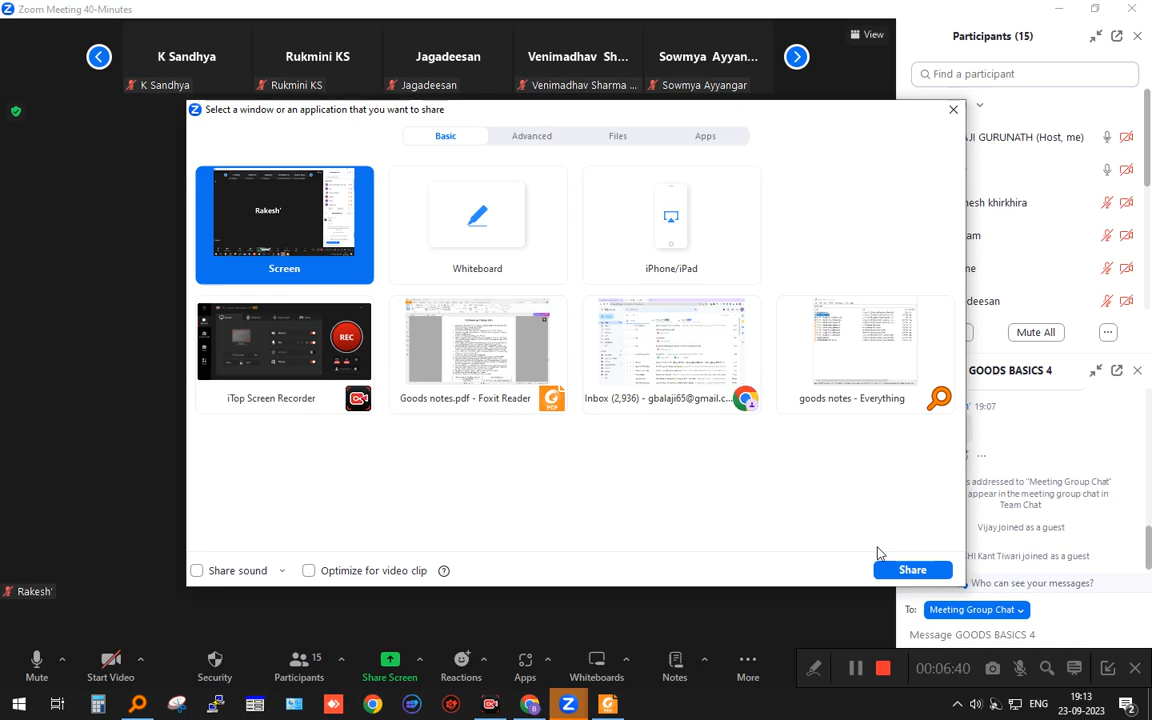 Zoom Meeting 40-Minutes
K Sandhya
Rukmini KS
Jagadeesan
Venimadhav Sh...
Sowmya Ayyan...
View
K Sandhya
Rukmini KS
Jagadeesan
Venimadhav Sharma ...
Sowmya Ayyangar
Participants (15)
Find a participant
AJI GURUNATH (Host, me)
esh khirkhira
am
ne
deesan
Mute All
...
GOODS BASICS 4
' 19:07
...
s addressed to "Meeting Group Chat"
appear in the meeting group chat in
Team Chat
Vijay joined as a guest
HI Kant Tiwari joined as a guest
Who can see your messages?
To: Meeting Group Chat
Message GOODS BASICS 4
Select a window or an application that you want to share
Basic
Advanced
Files
Apps
Rakesh'
Screen
Whiteboard
iPhone/iPad
REC
iTop Screen Recorder
Goods notes.pdf - Foxit Reader
PDF
Inbox (2,936) - gbalaji65@gmail.c...
goods notes - Everything
Share sound
Optimize for video clip
?
Share
Rakesh'
Mute
Start Video
Security
15
Participants
Share Screen
Reactions
Apps
Whiteboards
Notes
More
00:06:40
ENG
19:13
23-09-2023
2